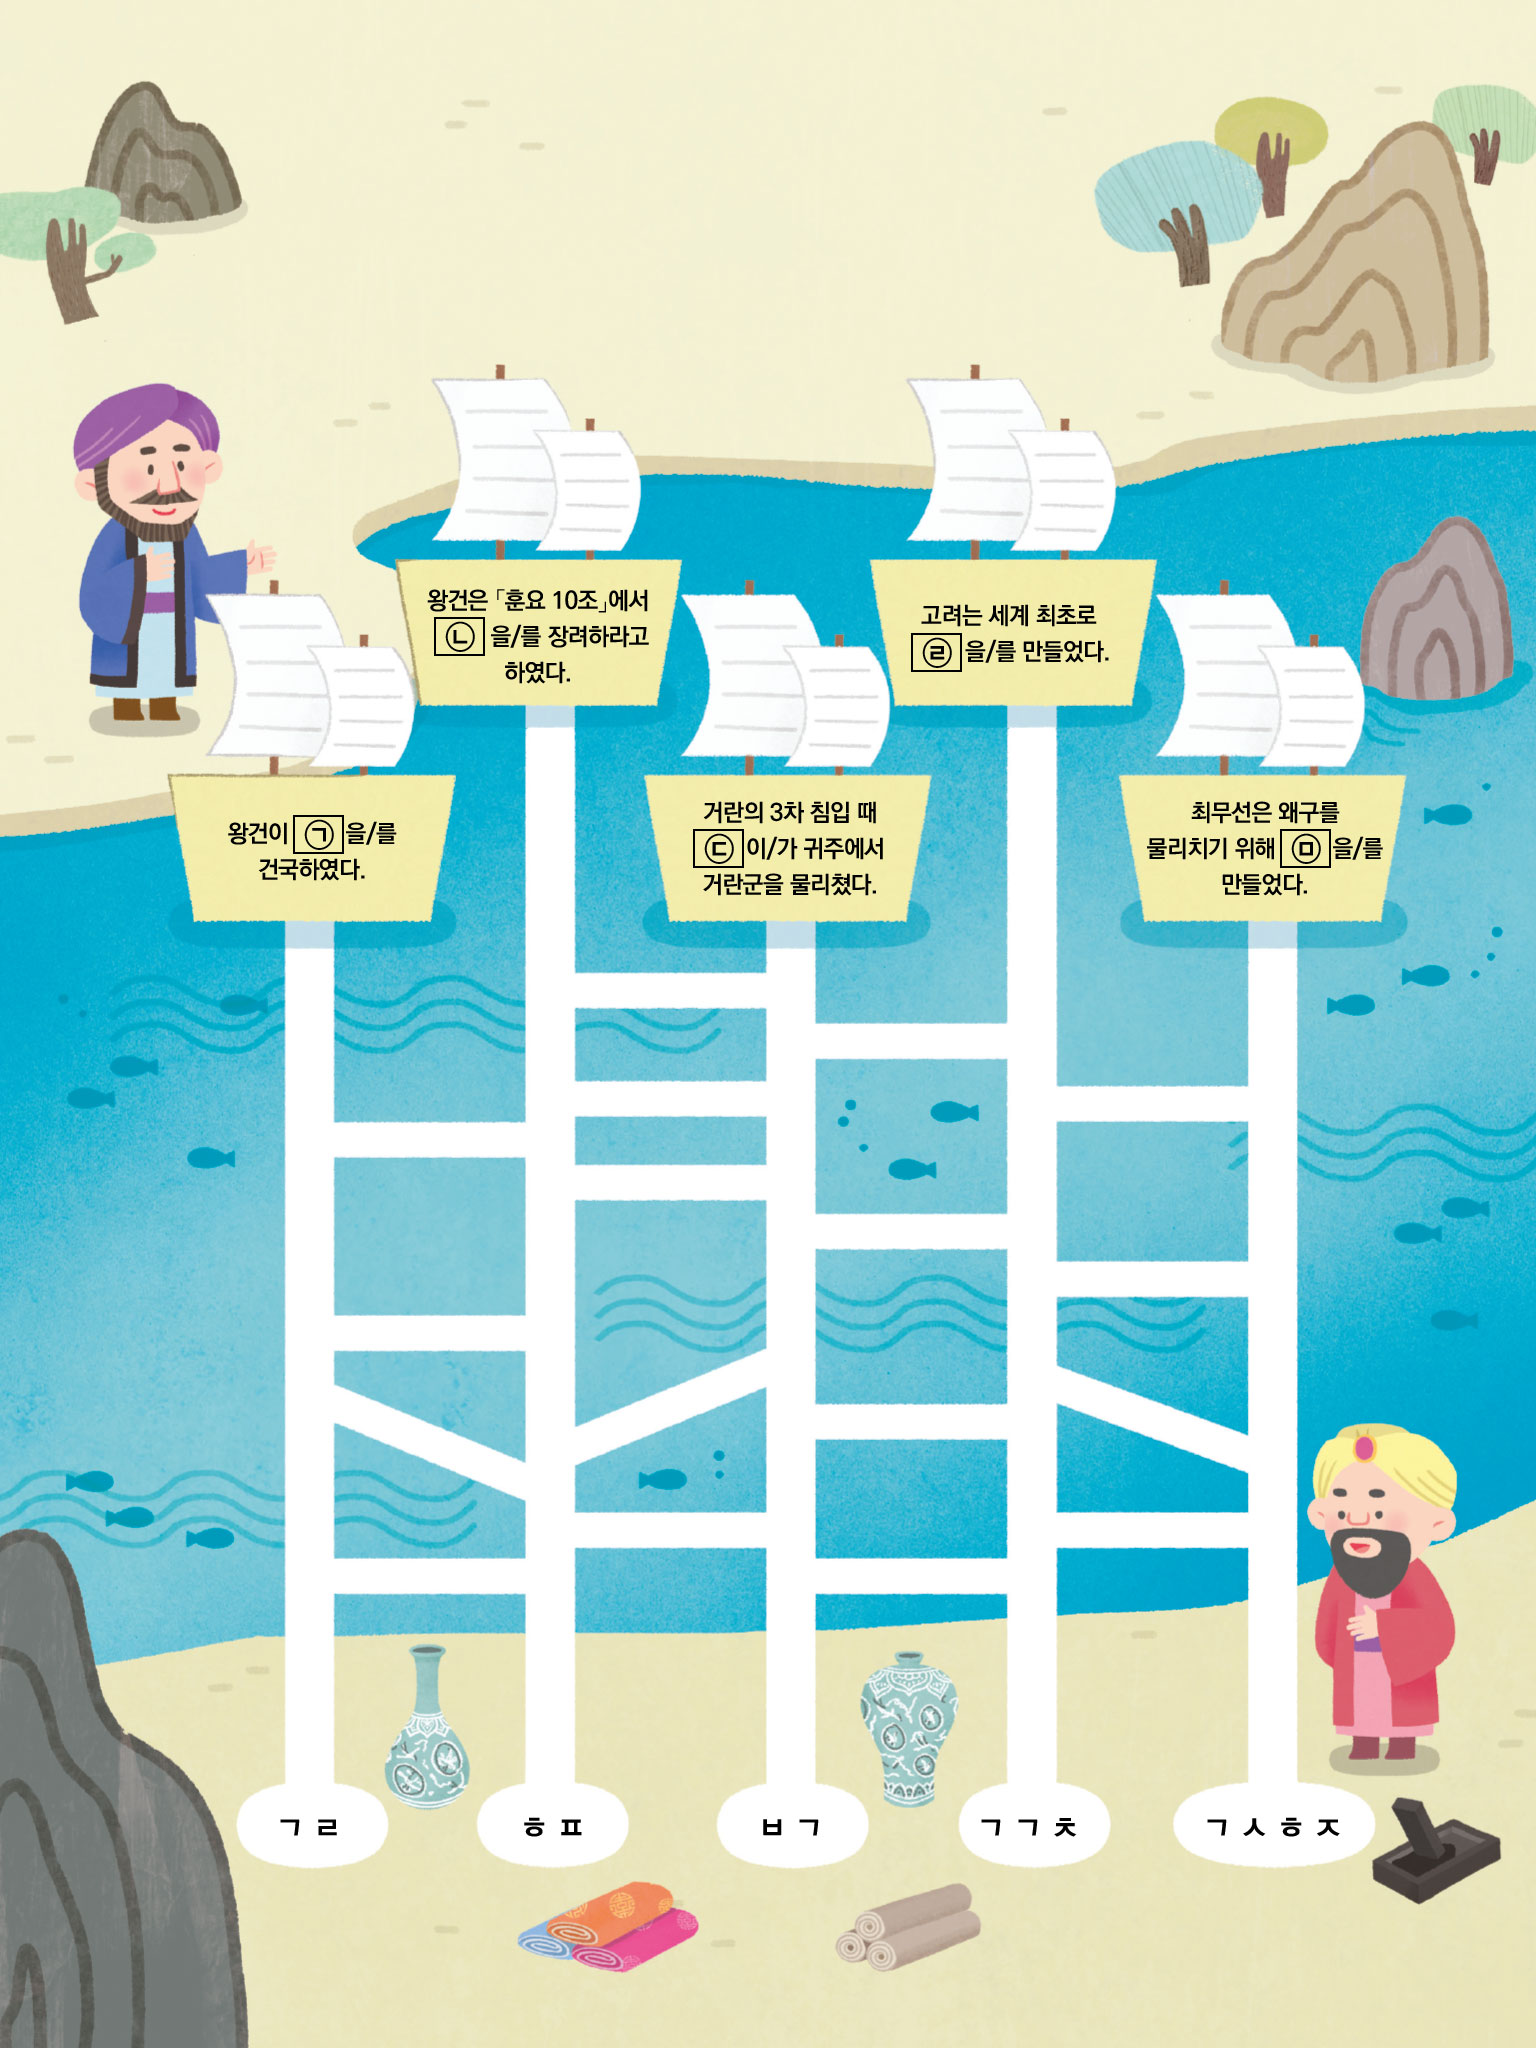 왕건은 「훈요 10조」에서
㉡ 을/를 장려하라고
하였다.
고려는 세계 최초로
㉣ 을/를 만들었다.
왕건이 ㉠ 을/를
건국하였다.
거란의 3차 침입 때
㉢ 이/가 귀주에서
거란군을 물리쳤다.
최무선은 왜구를
물리치기 위해 ㉤ 을/를
만들었다.
ㄱ ㄹ
ㅎ ㅍ
ㅂ ㄱ
ㄱ ㄱ ㅊ
ㄱ ㅅ ㅎ ㅈ